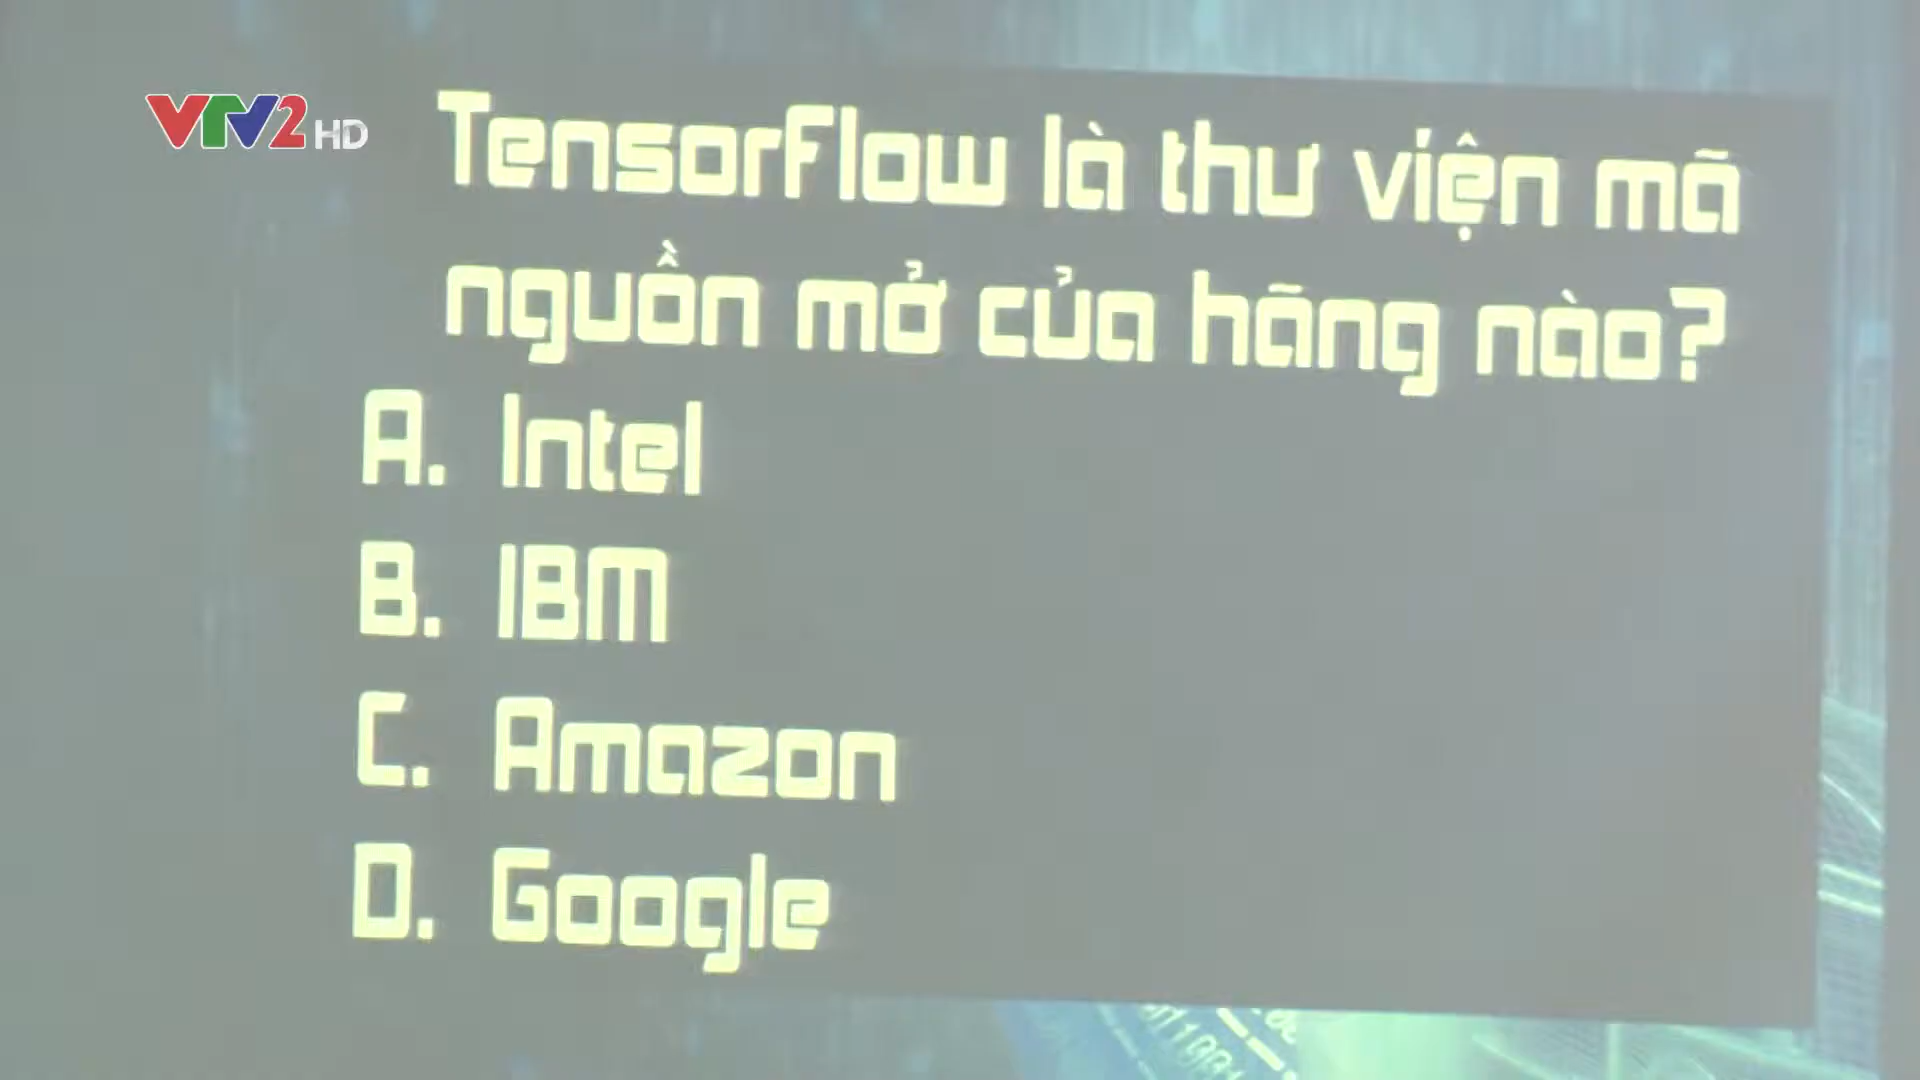 VTV2 HD
TensorFlow là thư viện mã
nguồn mở của hãng nào?
A. Intel
B. IBM
C. Amazon
D. Google